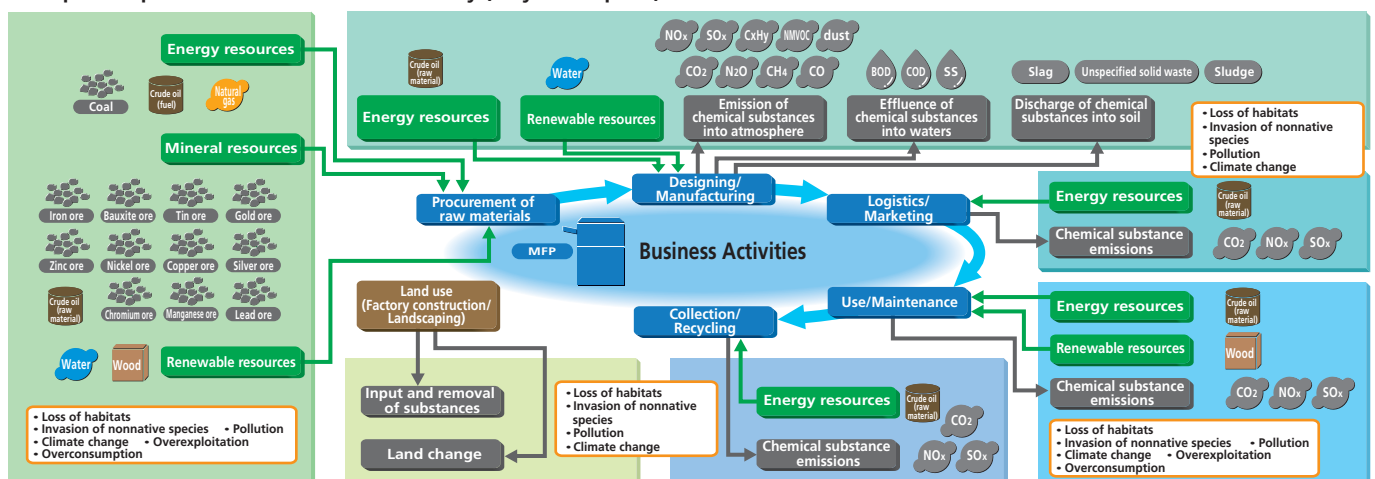 Energy resources
Coal
Crude oil
(fuel)
Natural
gas
Mineral resources
Iron ore
Bauxite ore
Tin ore
Gold ore
Zinc ore
Nickel ore
Copper ore
Silver ore
Crude oil
(raw
material)
Chromium ore
Manganese ore
Lead ore
Water
Wood
Renewable resources
• Loss of habitats
• Invasion of nonnative species • Pollution
• Climate change • Overexploitation
• Overconsumption
Crude oil
(raw
material)
Water
Energy resources
Renewable resources
NOx
SOx
CxHy
NMVOC
dust
CO2
N2O
CH4
CO
Emission of
chemical substances
into atmosphere
BOD
COD
SS
Effluence of
chemical substances
into waters
Slag
Unspecified solid waste
Sludge
Discharge of chemical
substances into soil
• Loss of habitats
• Invasion of nonnative
species
• Pollution
• Climate change
Procurement of
raw materials
Designing/
Manufacturing
Logistics/
Marketing
MFP
Business Activities
Use/Maintenance
Collection/
Recycling
Energy resources
Crude oil
(raw
material)
Chemical substance
emissions
CO2
NOx
SOx
Land use
(Factory construction/
Landscaping)
Input and removal
of substances
Land change
• Loss of habitats
• Invasion of nonnative
species
• Pollution
• Climate change
Energy resources
Crude oil
(raw
material)
CO2
Chemical substance
emissions
NOx
SOx
Energy resources
Crude oil
(raw
material)
Renewable resources
Wood
Chemical substance
emissions
CO2
NOx
SOx
• Loss of habitats
• Invasion of nonnative species • Pollution
• Climate change • Overexploitation
• Overconsumption